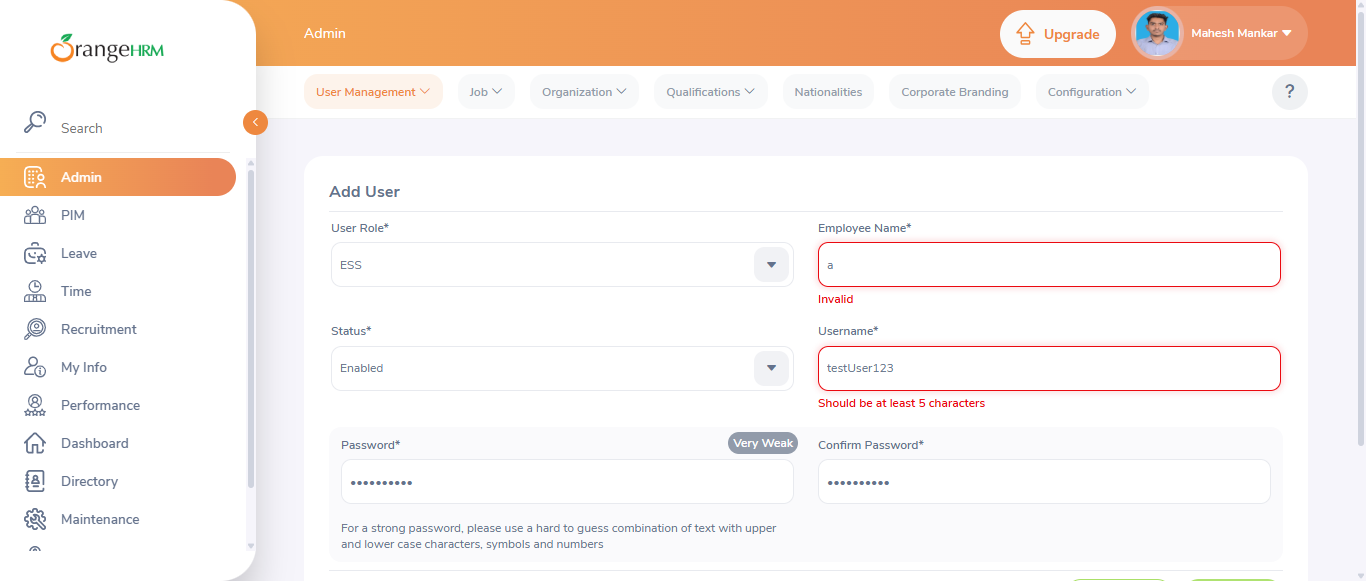 OrangeHRM
Admin
Upgrade
Mahesh Mankar
User Management
Job
Organization
Qualifications
Nationalities
Corporate Branding
Configuration
?
Search
Admin
PIM
Leave
Time
Recruitment
My Info
Performance
Dashboard
Directory
Maintenance
Add User
User Role*
Employee Name*
ESS
a
Invalid
Status*
Username*
Enabled
testUser123
Should be at least 5 characters
Password*
Very Weak
Confirm Password*
••••••••••
••••••••••
For a strong password, please use a hard to guess combination of text with upper
and lower case characters, symbols and numbers